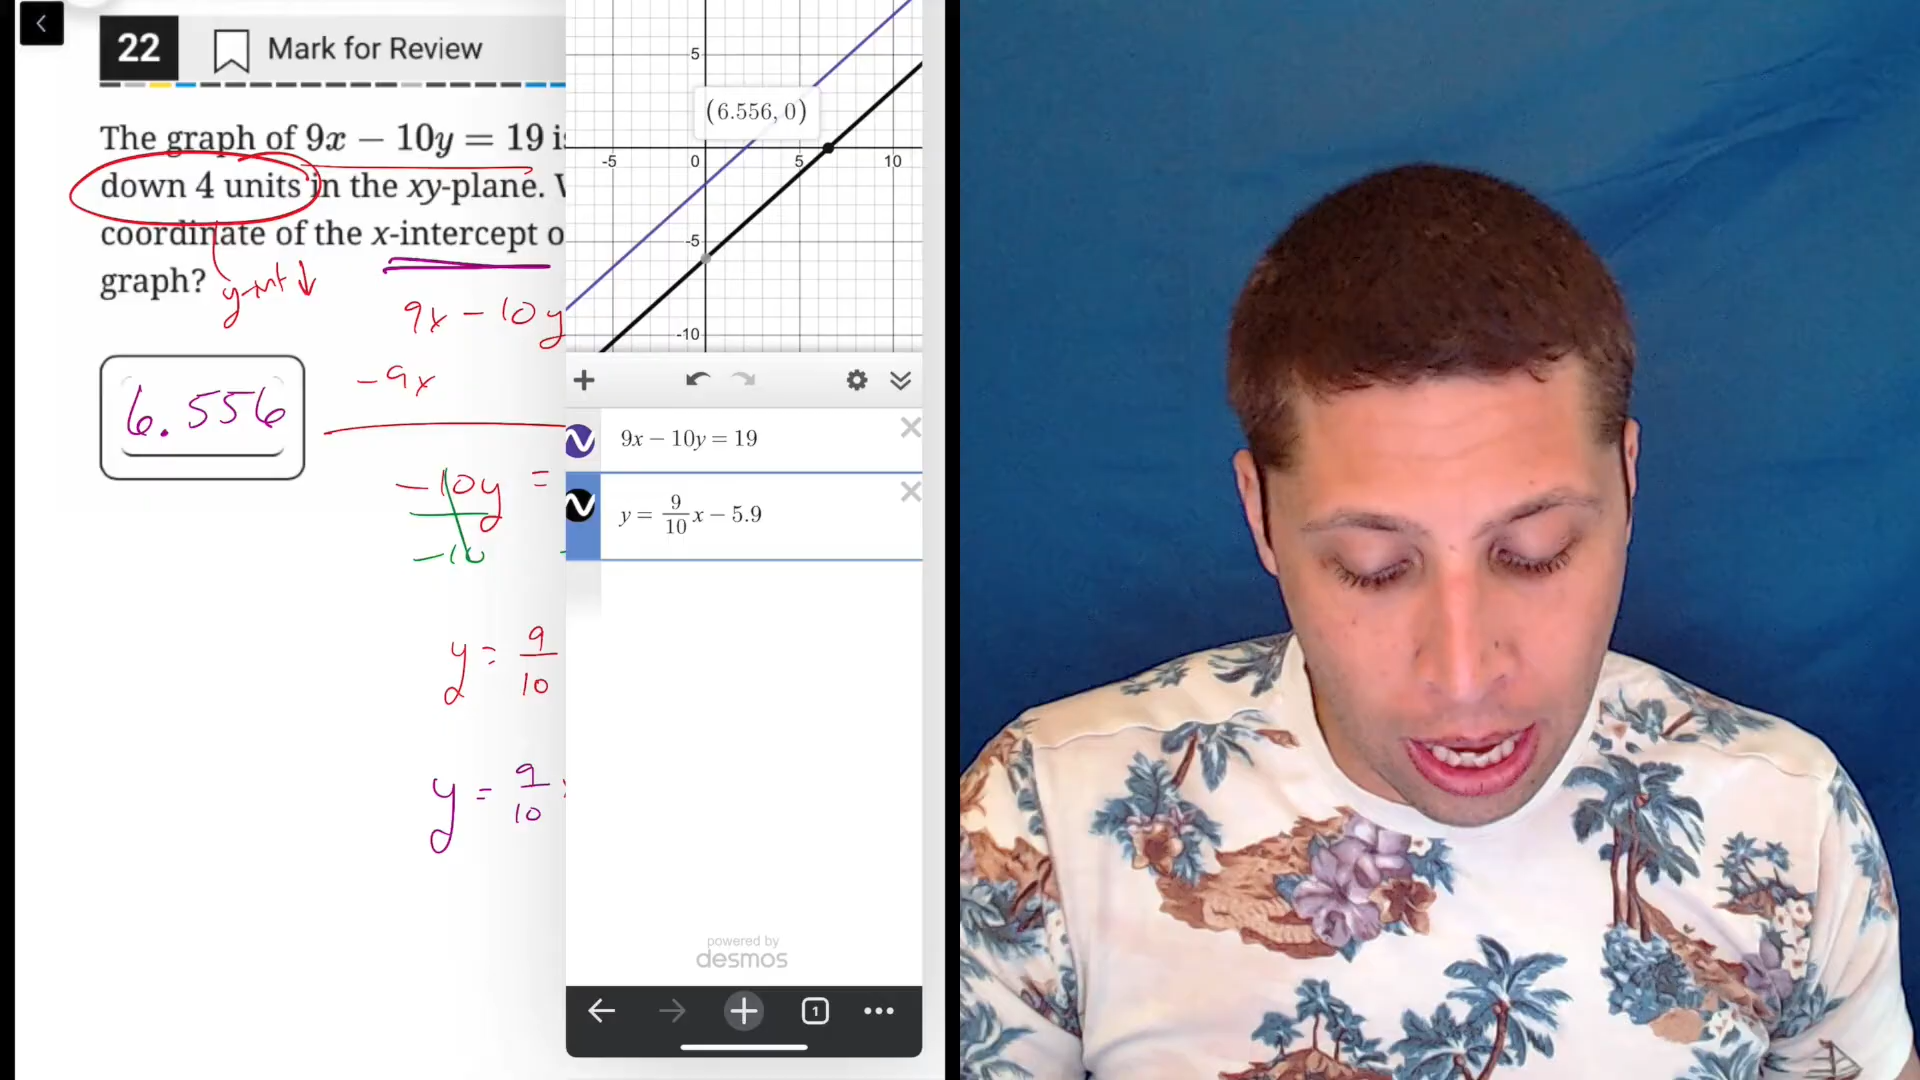 22 Mark for Review
The graph of 9x − 10y = 19 is
down 4 units in the xy-plane.
coordinate of the x-intercept o
graph?
y-int ↓
9x - 10y
-9x
6.556
-10y =
-10
y = 9/10
y = 9/10
5
(6.556, 0)
-5 0 5 10
-5
-10
9x − 10y = 19
y = 9/10 x − 5.9
powered by
desmos
1